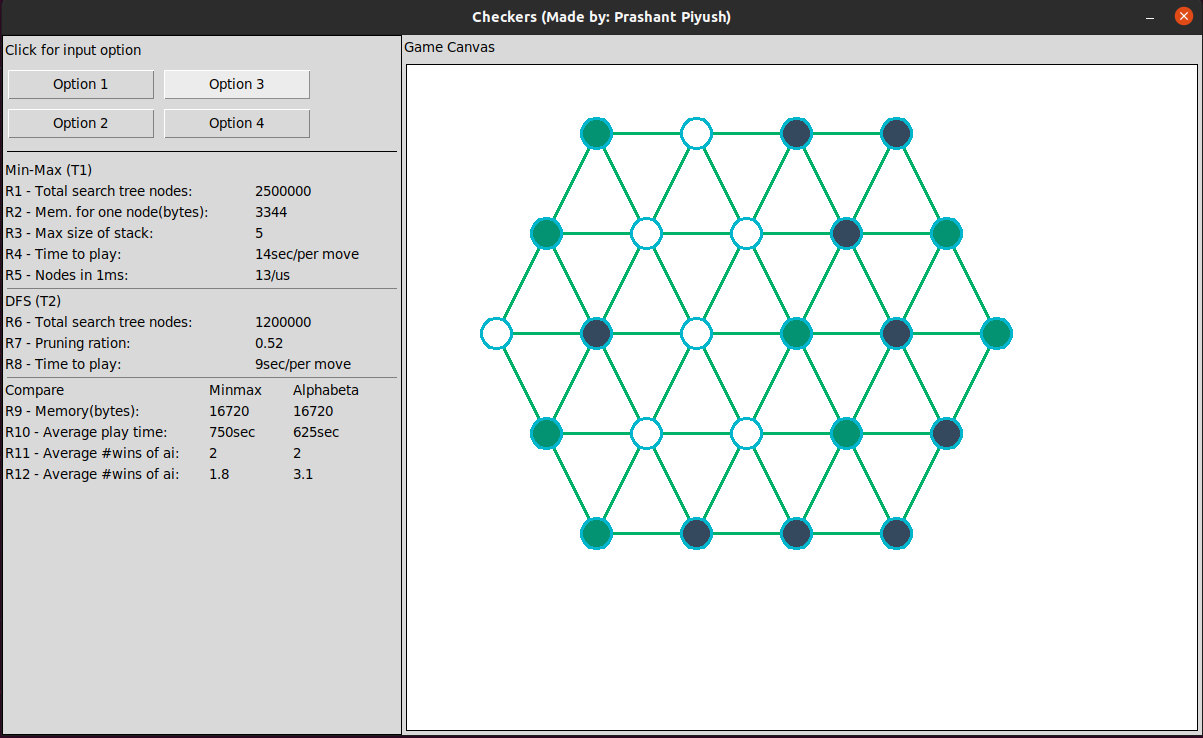 Checkers (Made by: Prashant Piyush)
Click for input option
Game Canvas
Option 1 Option 3
Option 2 Option 4
Min-Max (T1)
R1 - Total search tree nodes: 2500000
R2 - Mem. for one node(bytes): 3344
R3 - Max size of stack: 5
R4 - Time to play: 14sec/per move
R5 - Nodes in 1ms: 13/us
DFS (T2)
R6 - Total search tree nodes: 1200000
R7 - Pruning ration: 0.52
R8 - Time to play: 9sec/per move
Compare Minmax Alphabeta
R9 - Memory(bytes): 16720 16720
R10 - Average play time: 750sec 625sec
R11 - Average #wins of ai: 2 2
R12 - Average #wins of ai: 1.8 3.1